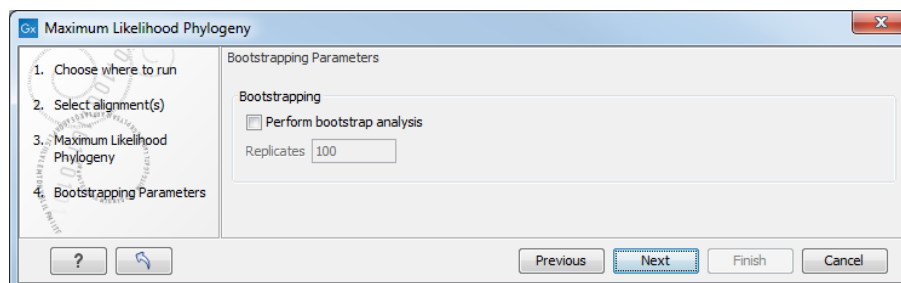 Gx Maximum Likelihood Phylogeny
1. Choose where to run
2. Select alignment(s)
3. Maximum Likelihood
Phylogeny
4. Bootstrapping Parameters
Bootstrapping Parameters
Bootstrapping
Perform bootstrap analysis
Replicates 100
?
Previous
Next
Finish
Cancel